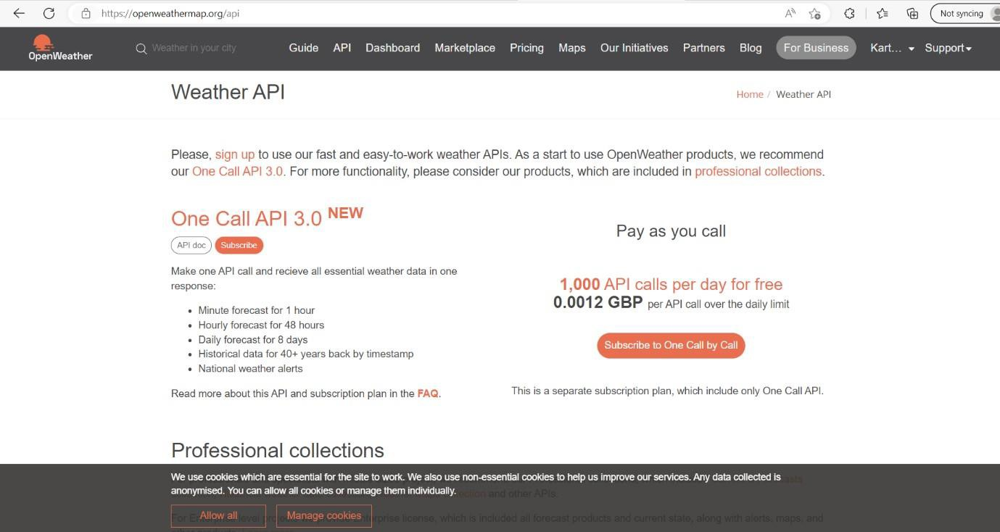 https://openweathermap.org/api
Not syncing
OpenWeather
Weather in your city
Guide API Dashboard Marketplace Pricing Maps Our Initiatives Partners Blog For Business Kart... Support
Weather API
Home / Weather API
Please, sign up to use our fast and easy-to-work weather APIs. As a start to use OpenWeather products, we recommend
our One Call API 3.0. For more functionality, please consider our products, which are included in professional collections.
One Call API 3.0 NEW
API doc Subscribe
Make one API call and recieve all essential weather data in one
response:
Minute forecast for 1 hour
Hourly forecast for 48 hours
Daily forecast for 8 days
Historical data for 40+ years back by timestamp
National weather alerts
Read more about this API and subscription plan in the FAQ.
Pay as you call
1,000 API calls per day for free
0.0012 GBP per API call over the daily limit
Subscribe to One Call by Call
This is a separate subscription plan, which include only One Call API.
Professional collections
We use cookies which are essential for the site to work. We also use non-essential cookies to help us improve our services. Any data collected is
anonymised. You can allow all cookies or manage them individually.
and other APIs.
Allow all Manage cookies
which is included all forecast products and current state, along with alerts, maps, and